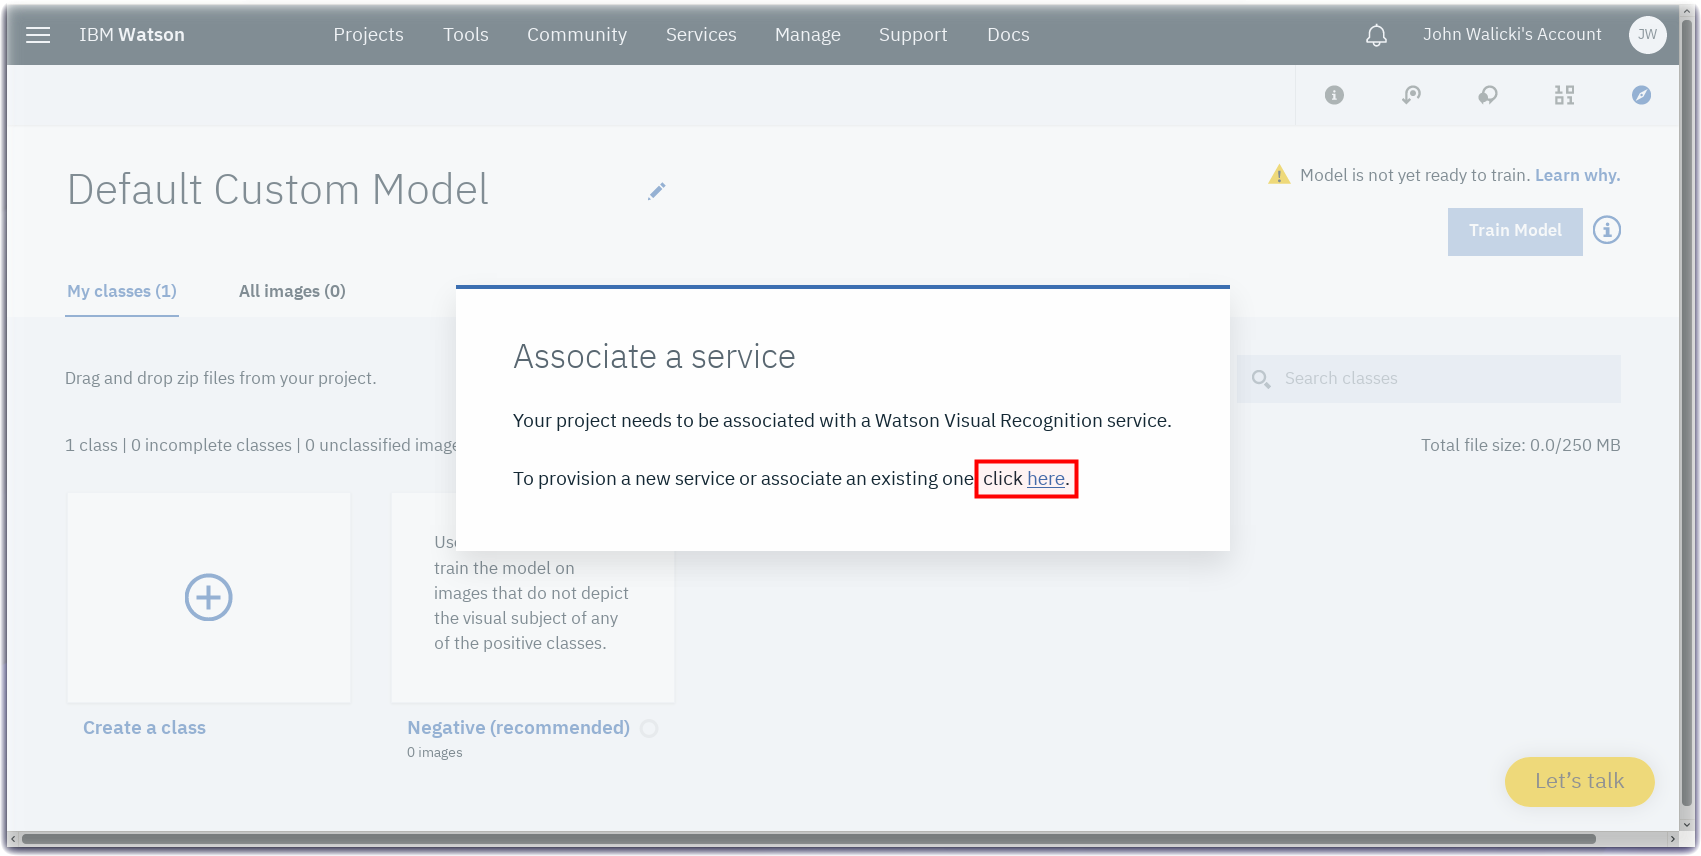 IBM Watson
Projects
Tools
Community
Services
Manage
Support
Docs
John Walicki's Account
JW
Default Custom Model
Model is not yet ready to train. Learn why.
Train Model
My classes (1)
All images (0)
Associate a service
Your project needs to be associated with a Watson Visual Recognition service.
To provision a new service or associate an existing one click here.
Drag and drop zip files from your project.
Search classes
1 class | 0 incomplete classes | 0 unclassified
Total file size: 0.0/250 MB
train the model on
images that do not depict
the visual subject of any
of the positive classes.
Create a class
Negative (recommended)
0 images
Let's talk